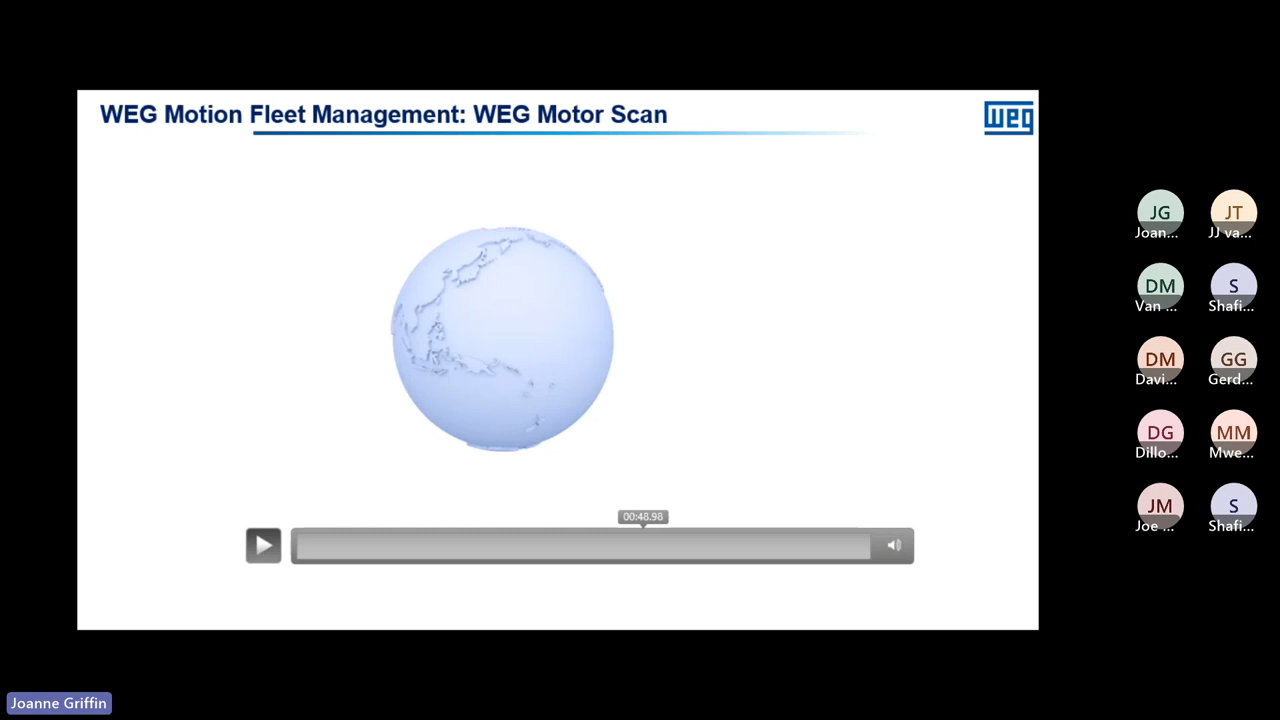 WEG Motion Fleet Management: WEG Motor Scan
weg
00:48.98
JG
Joan...
JT
JJ va...
DM
Van ...
S
Shafi...
DM
Davi...
GG
Gerd...
DG
Dillo...
MM
Mwe...
JM
Joe ...
S
Shafi...
Joanne Griffin